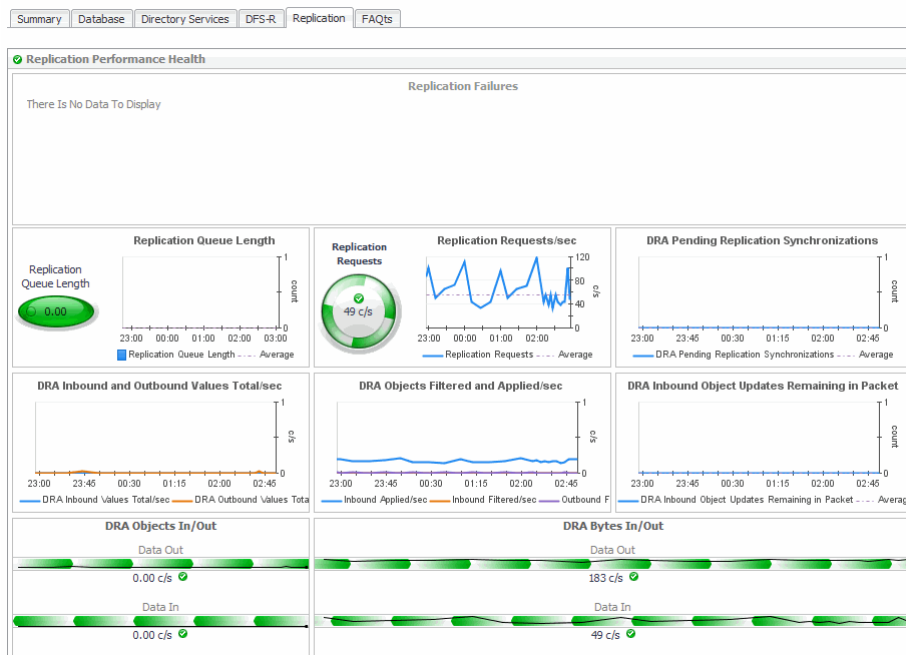 Summary Database Directory Services DFS-R Replication FAQts
Replication Performance Health
Replication Failures
There Is No Data To Display
Replication Queue Length
Replication
Queue Length
0.00
1
count
0
23:00 00:00 01:00 02:00 03:00
Replication Queue Length Average
Replication
Requests
49 c/s
Replication Requests/sec
120
80
c/s
40
0
23:00 00:00 01:00 02:00
Replication Requests Average
DRA Pending Replication Synchronizations
1
count
0
23:00 23:45 00:30 01:15 02:00 02:45
DRA Pending Replication Synchronizations Average
DRA Inbound and Outbound Values Total/sec
1
c/s
0
23:00 23:45 00:30 01:15 02:00 02:45
DRA Inbound Values Total/sec DRA Outbound Values Tota
DRA Objects Filtered and Applied/sec
1
c/s
0
23:00 23:45 00:30 01:15 02:00 02:45
Inbound Applied/sec Inbound Filtered/sec Outbound F
DRA Inbound Object Updates Remaining in Packet
1
count
0
23:00 23:45 00:30 01:15 02:00 02:45
DRA Inbound Object Updates Remaining in Packet Averag
DRA Objects In/Out
Data Out
0.00 c/s
Data In
0.00 c/s
DRA Bytes In/Out
Data Out
183 c/s
Data In
49 c/s